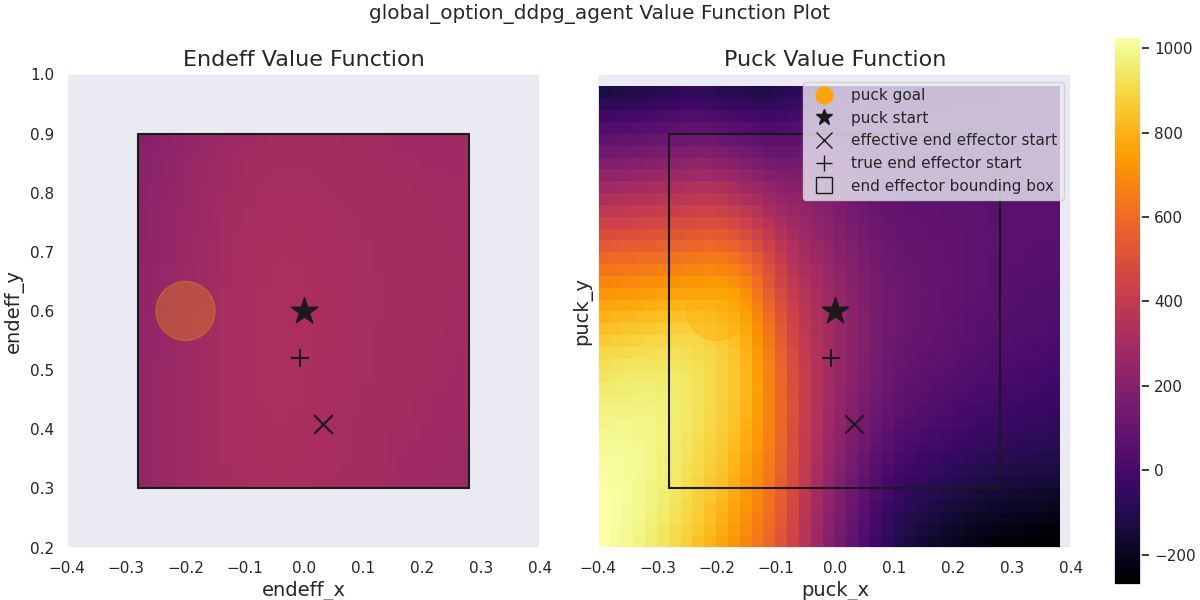 global_option_ddpg_agent Value Function Plot
Endeff Value Function
1.0
0.9
0.8
0.7
0.6
0.5
0.4
0.3
0.2
endeff_y
−0.4 −0.3 −0.2 −0.1 0.0 0.1 0.2 0.3 0.4
endeff_x
Puck Value Function
puck goal
puck start
effective end effector start
true end effector start
end effector bounding box
puck_y
−0.4 −0.3 −0.2 −0.1 0.0 0.1 0.2 0.3 0.4
puck_x
1000
800
600
400
200
0
−200